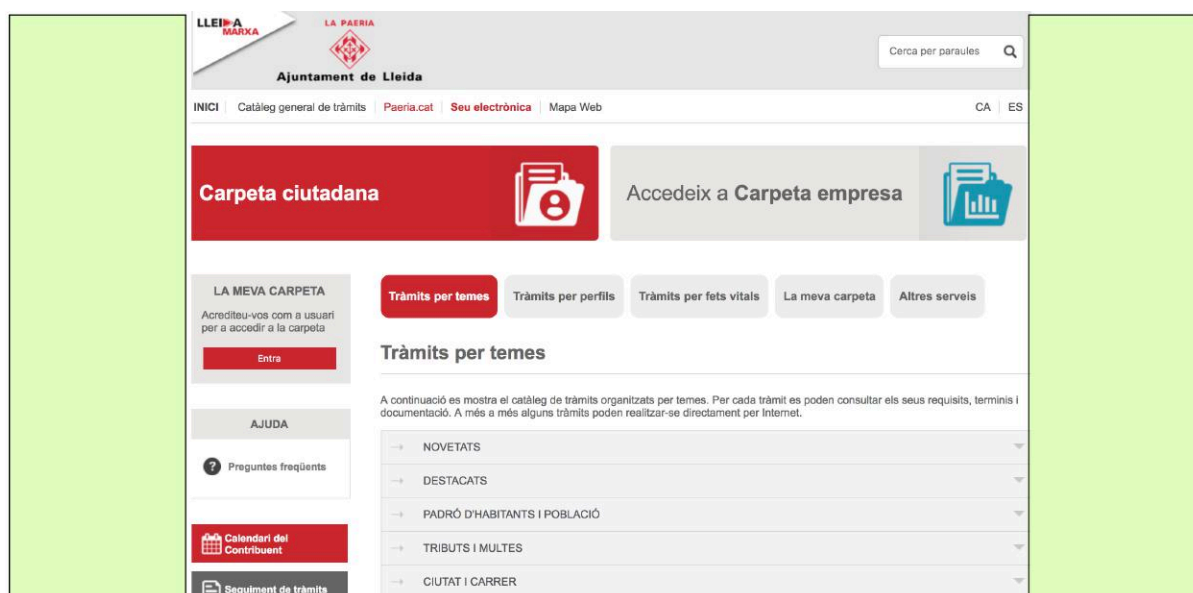 LLEIDA
MARXA
LA PAERIA
Ajuntament de Lleida
Cerca per paraules
INICI Catàleg general de tràmits Paeria.cat Seu electrònica Mapa Web CA ES
Carpeta ciutadana
Accedeix a Carpeta empresa
LA MEVA CARPETA
Acrediteu-vos com a usuari
per a accedir a la carpeta
Entra
AJUDA
Preguntes freqüents
Calendari del
Contribuent
Seguiment de tràmits
Tràmits per temes Tràmits per perfils Tràmits per fets vitals La meva carpeta Altres serveis
Tràmits per temes
A continuació es mostra el catàleg de tràmits organitzats per temes. Per cada tràmit es poden consultar els seus requisits, terminis i
documentació. A més a més alguns tràmits poden realitzar-se directament per Internet.
NOVETATS
DESTACATS
PADRÓ D'HABITANTS I POBLACIÓ
TRIBUTS I MULTES
CIUTAT I CARRER